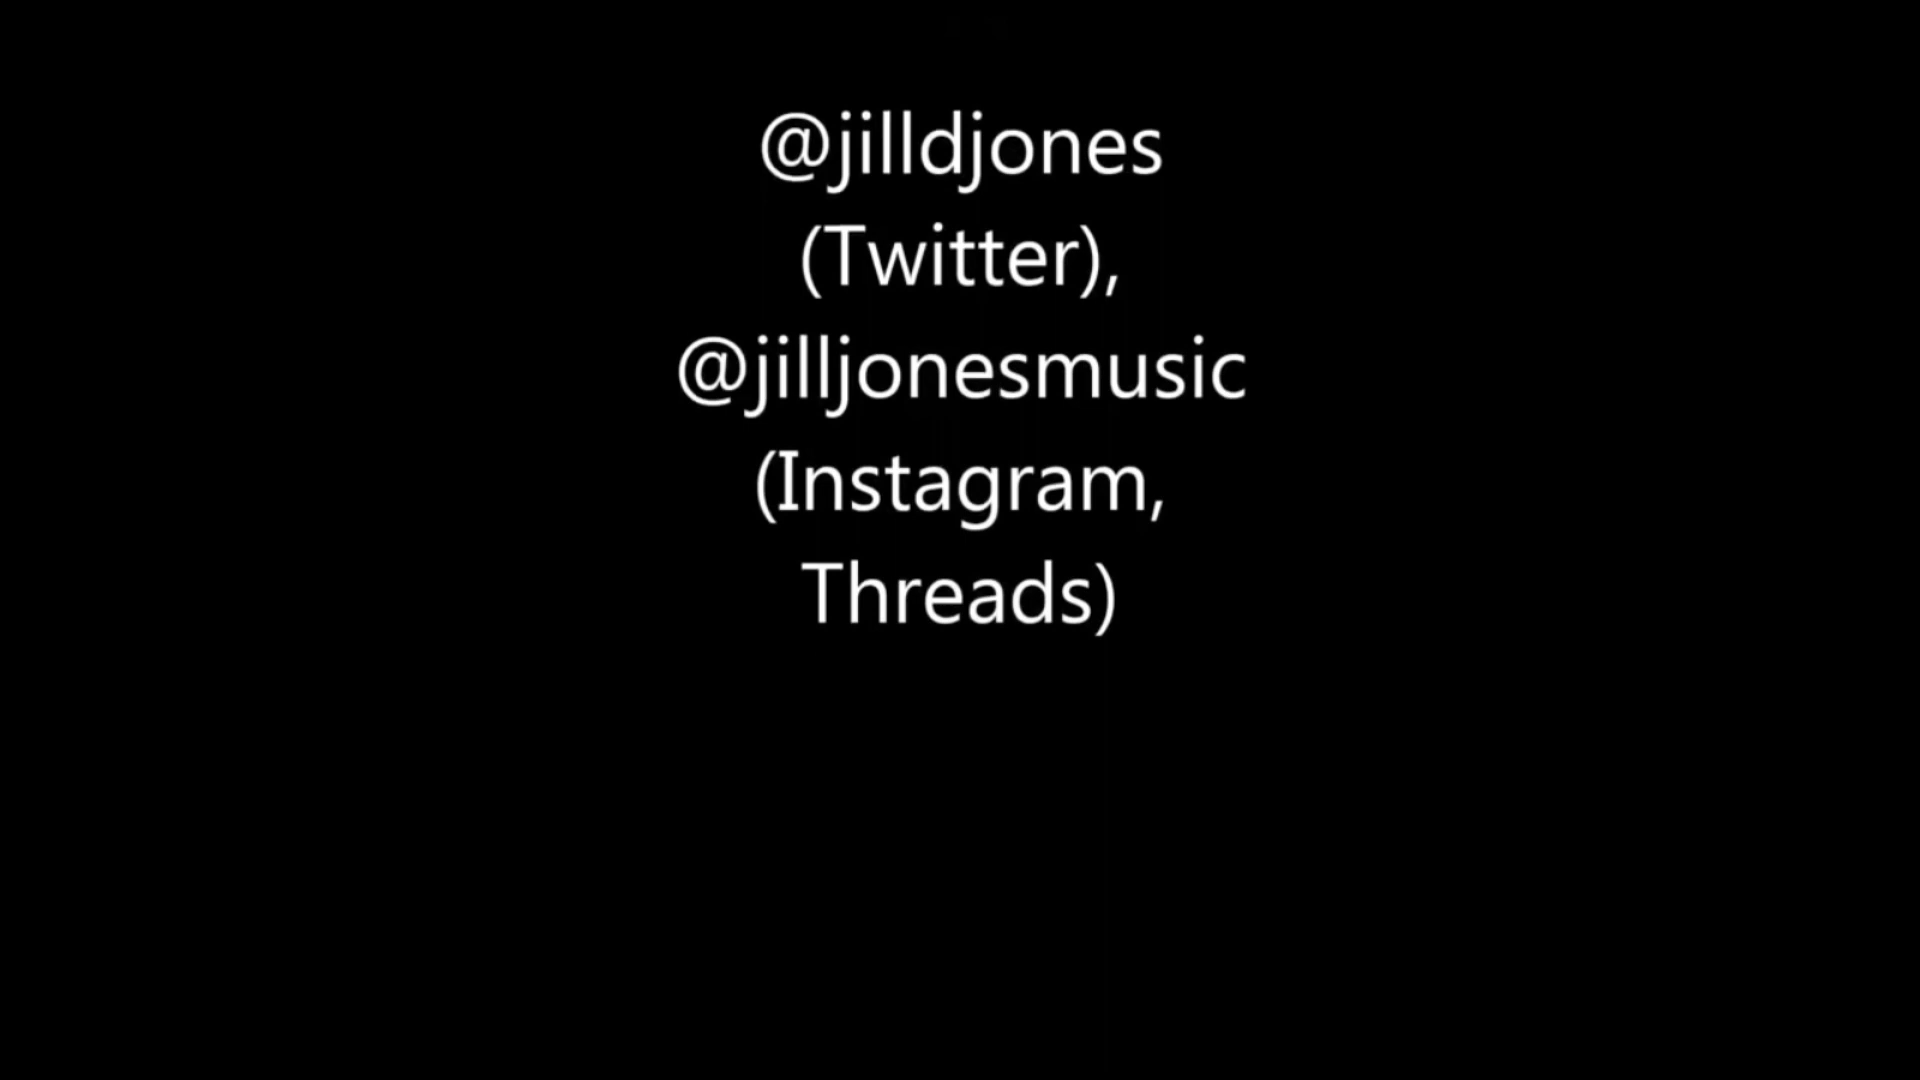 @jilldjones
(Twitter),
@jilljonesmusic
(Instagram,
Threads)